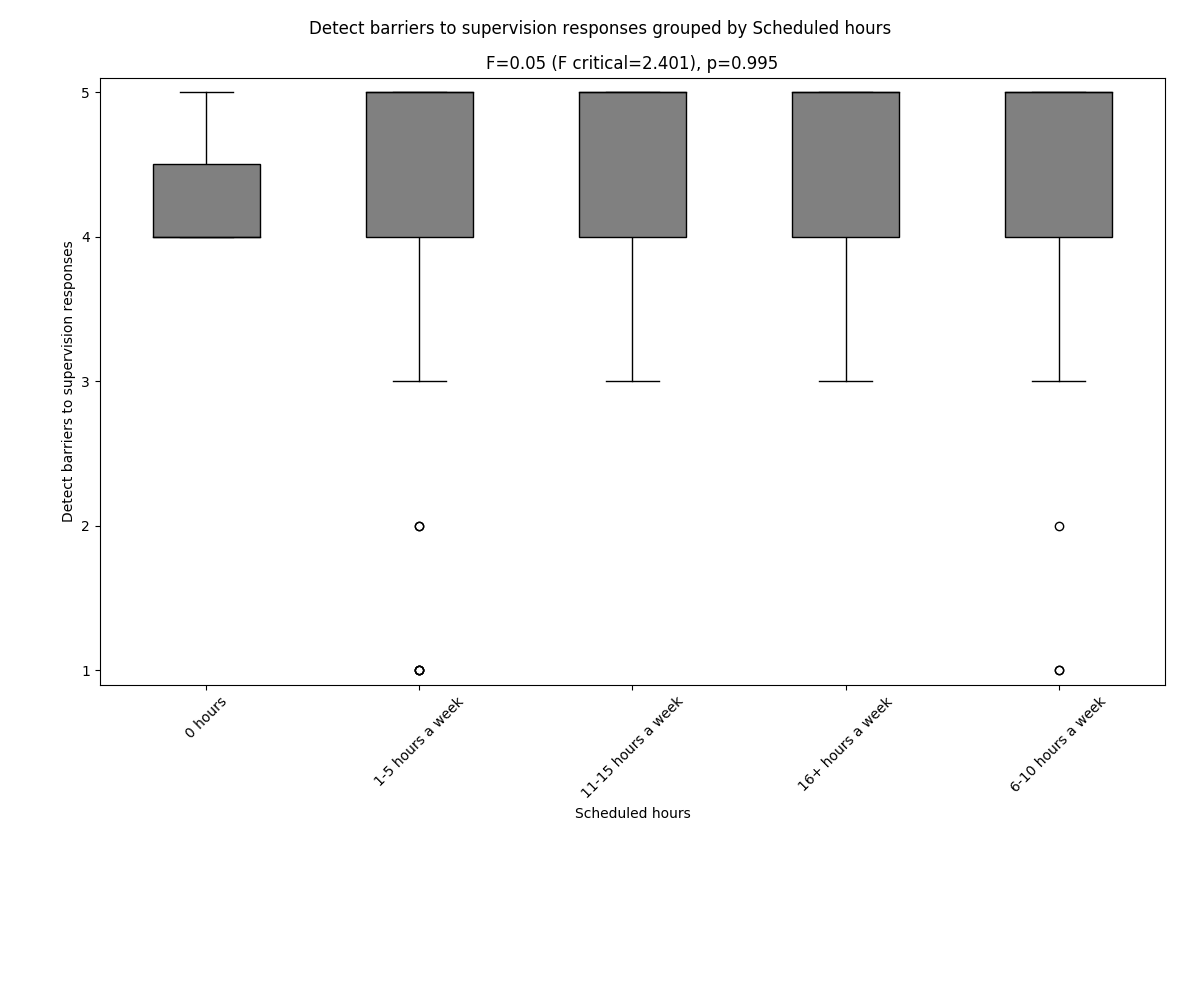 Detect barriers to supervision responses grouped by Scheduled hours
F=0.05 (F critical=2.401), p=0.995
Detect barriers to supervision responses
5
4
3
2
1
0 hours
1-5 hours a week
11-15 hours a week
16+ hours a week
6-10 hours a week
Scheduled hours